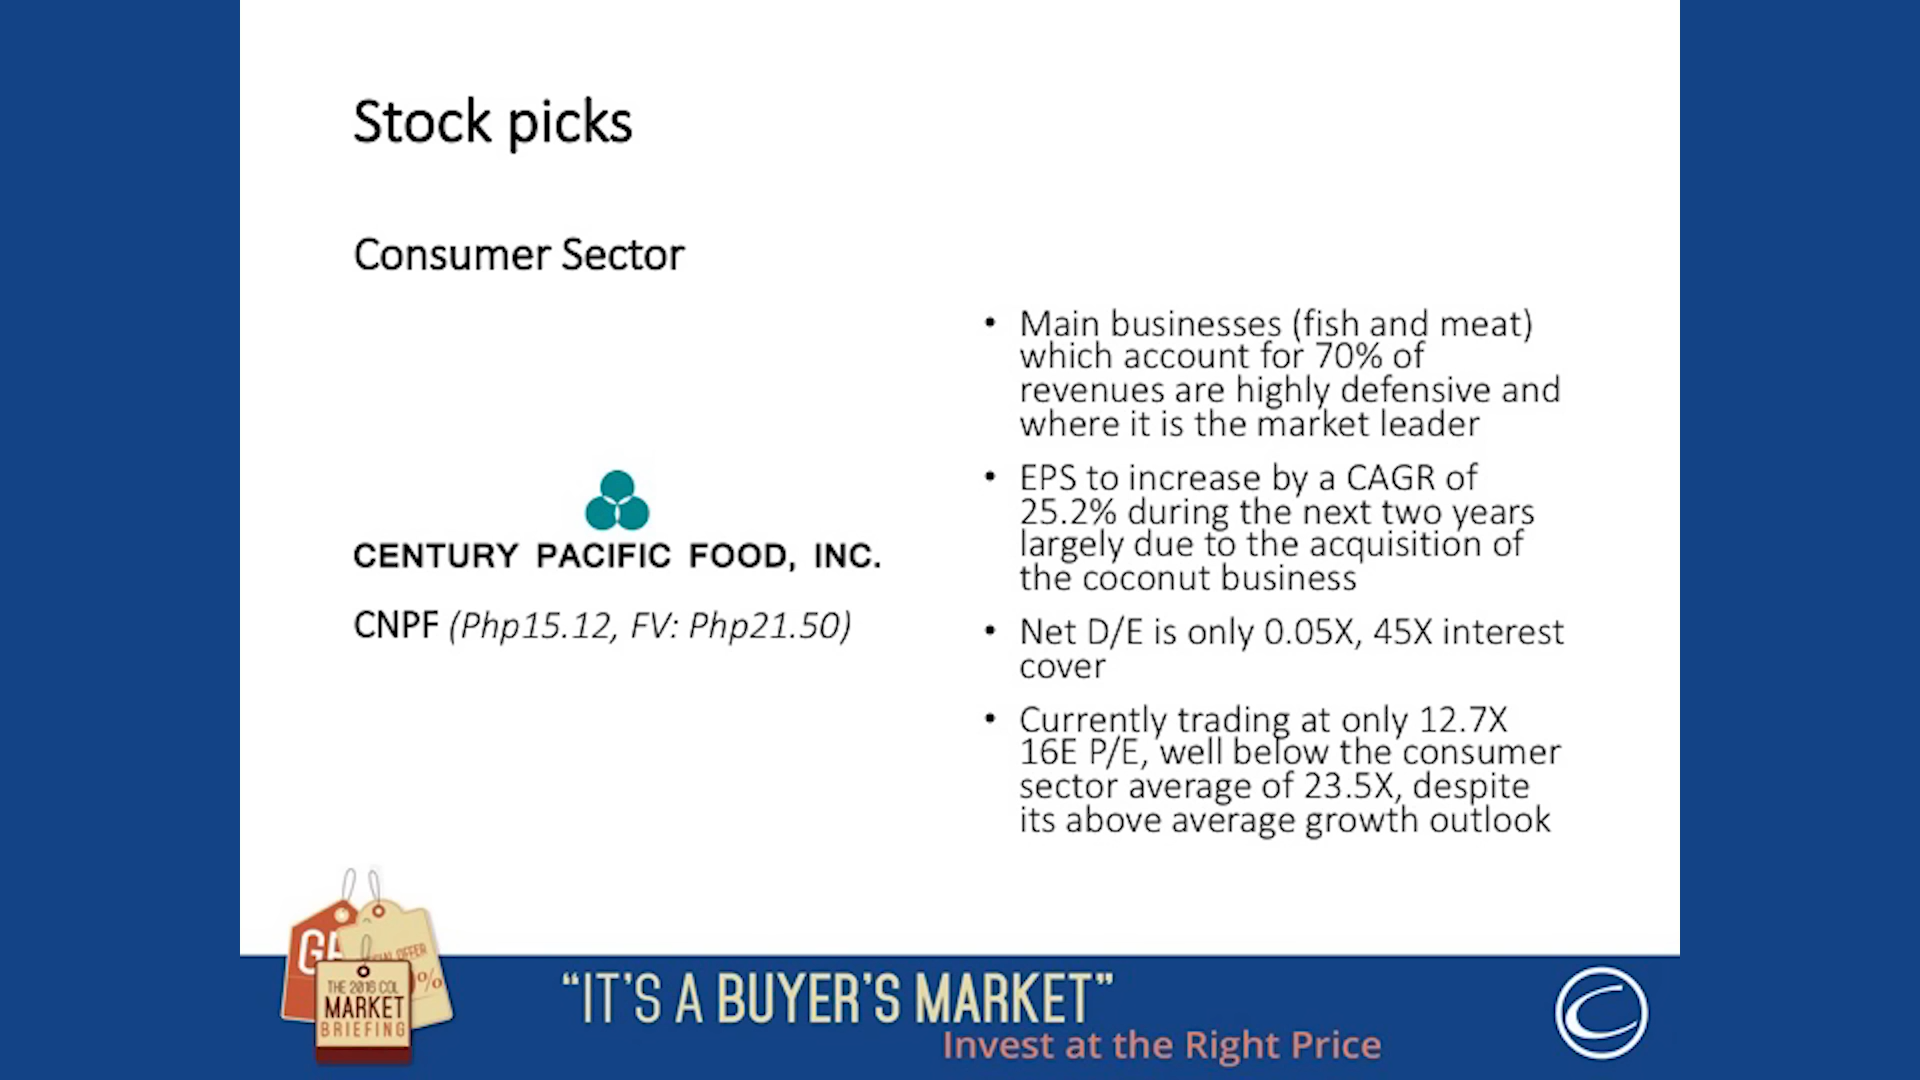 Stock picks
Consumer Sector
CENTURY PACIFIC FOOD, INC.
CNPF (Php15.12, FV: Php21.50)
• Main businesses (fish and meat)
which account for 70% of
revenues are highly defensive and
where it is the market leader
• EPS to increase by a CAGR of
25.2% during the next two years
largely due to the acquisition of
the coconut business
• Net D/E is only 0.05X, 45X interest
cover
• Currently trading at only 12.7X
16E P/E, well below the consumer
sector average of 23.5X, despite
its above average growth outlook
OFFER
%
THE 2016 COL
MARKET
BRIEFING
“IT’S A BUYER’S MARKET”
Invest at the Right Price